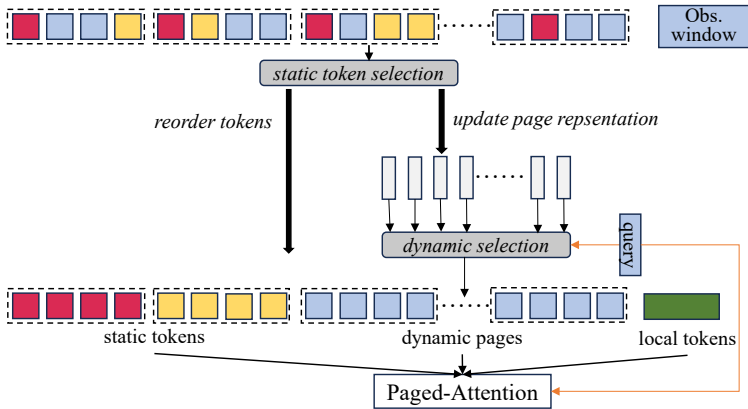 Obs.
window
static token selection
reorder tokens
update page repsentation
dynamic selection
query
static tokens
dynamic pages
local tokens
Paged-Attention